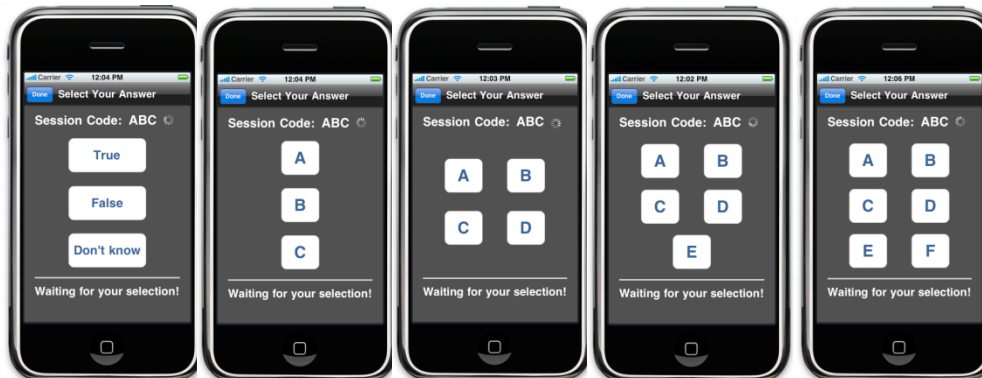 Carrier 12:04 PM
Done Select Your Answer
Session Code: ABC
True
False
Don't know
Waiting for your selection!
Carrier 12:04 PM
Done Select Your Answer
Session Code: ABC
A
B
C
Waiting for your selection!
Carrier 12:03 PM
Done Select Your Answer
Session Code: ABC
A B
C D
Waiting for your selection!
Carrier 12:02 PM
Done Select Your Answer
Session Code: ABC
A B
C D
E
Waiting for your selection!
Carrier 12:06 PM
Done Select Your Answer
Session Code: ABC
A B
C D
E F
Waiting for your selection!